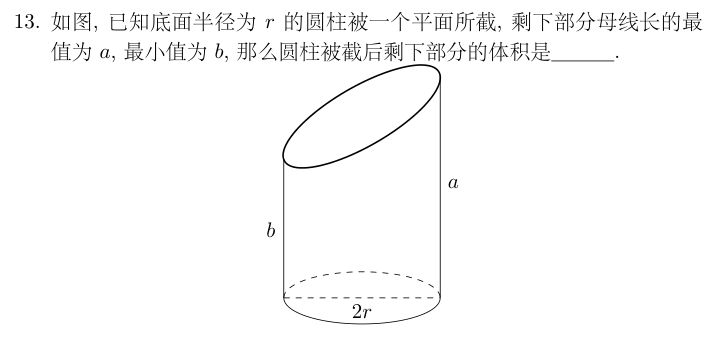 13. 如图, 已知底面半径为 r 的圆柱被一个平面所截, 剩下部分母线长的最
值为 a, 最小值为 b, 那么圆柱被截后剩下部分的体积是______.
a
b
2r